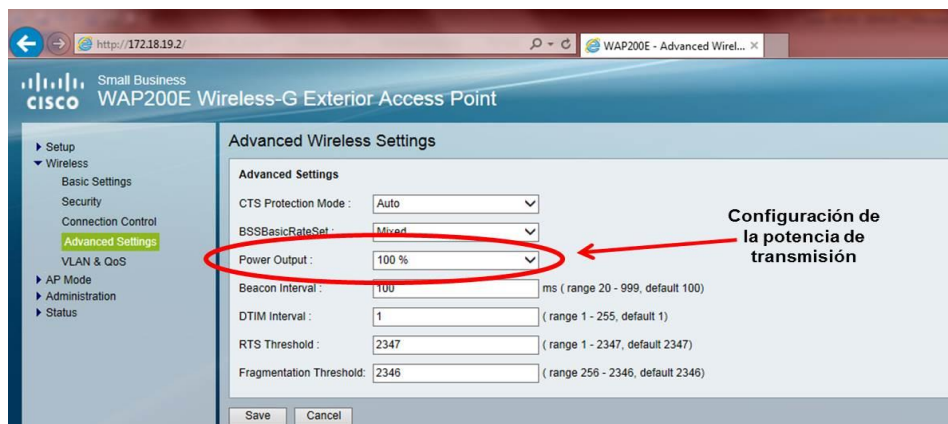 http://172.18.19.2/
WAP200E - Advanced Wirel...
Small Business
CISCO WAP200E Wireless-G Exterior Access Point
Setup
Wireless
Basic Settings
Security
Connection Control
Advanced Settings
VLAN & QoS
AP Mode
Administration
Status
Advanced Wireless Settings
Advanced Settings
CTS Protection Mode : Auto
BSSBasicRateSet : Mixed
Power Output : 100 %
Beacon Interval : 100 ms ( range 20 - 999, default 100)
DTIM Interval : 1 ( range 1 - 255, default 1)
RTS Threshold : 2347 ( range 1 - 2347, default 2347)
Fragmentation Threshold: 2346 ( range 256 - 2346, default 2346)
Save Cancel
Configuración de
la potencia de
transmisión